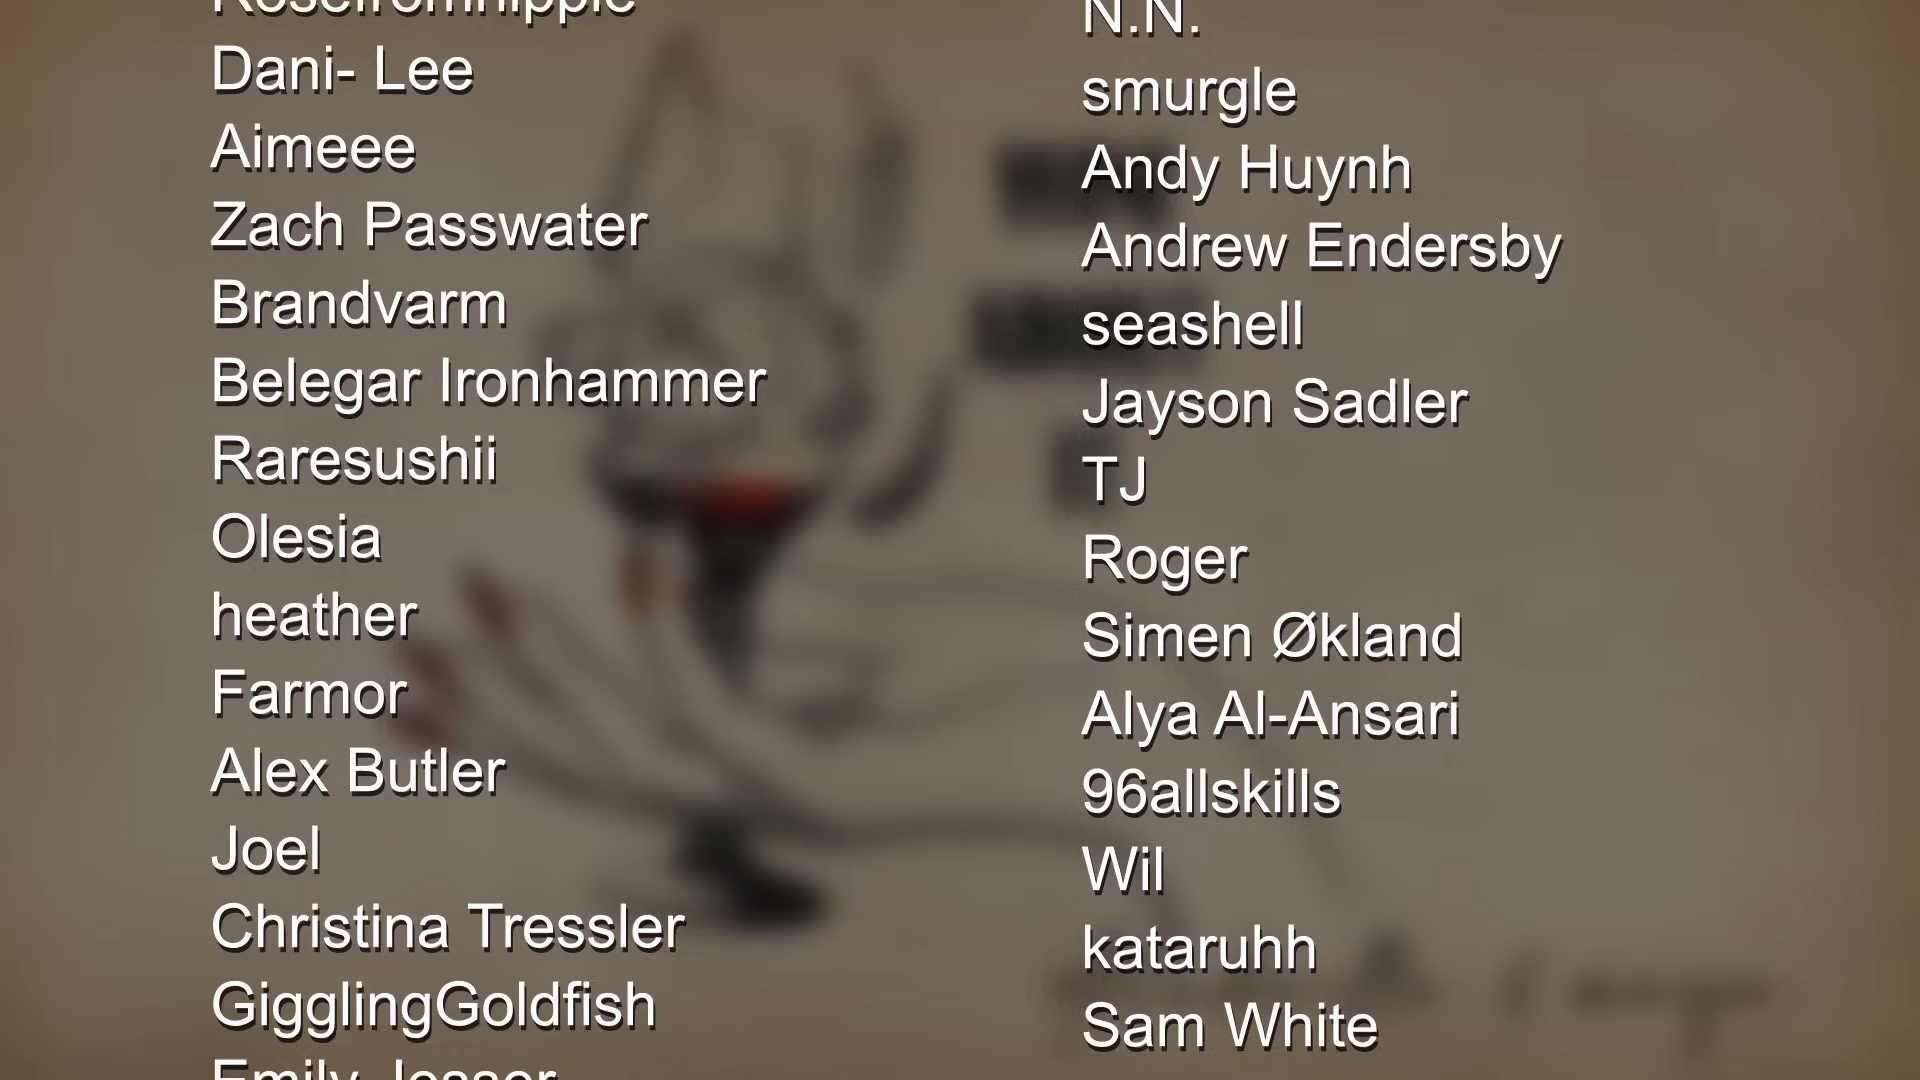 Dani- Lee
Aimeee
Zach Passwater
Brandvarm
Belegar Ironhammer
Raresushii
Olesia
heather
Farmor
Alex Butler
Joel
Christina Tressler
GigglingGoldfish
N.N.
smurgle
Andy Huynh
Andrew Endersby
seashell
Jayson Sadler
TJ
Roger
Simen Økland
Alya Al-Ansari
96allskills
Wil
kataruhh
Sam White